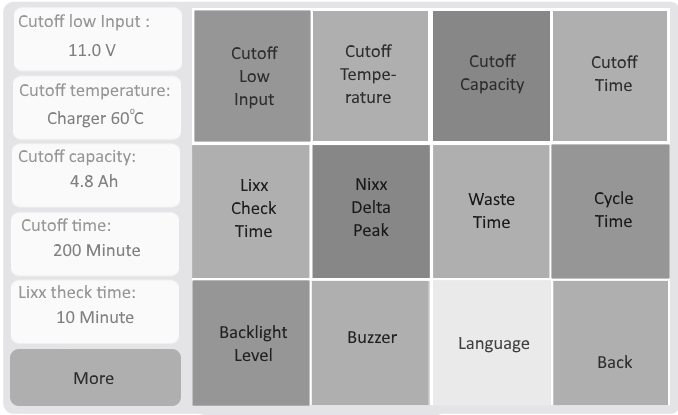 Cutoff low Input :
11.0 V
Cutoff temperature:
Charger 60°C
Cutoff capacity:
4.8 Ah
Cutoff time:
200 Minute
Lixx theck time:
10 Minute
More
Cutoff
Low
Input
Cutoff
Tempe-
rature
Cutoff
Capacity
Cutoff
Time
Lixx
Check
Time
Nixx
Delta
Peak
Waste
Time
Cycle
Time
Backlight
Level
Buzzer
Language
Back